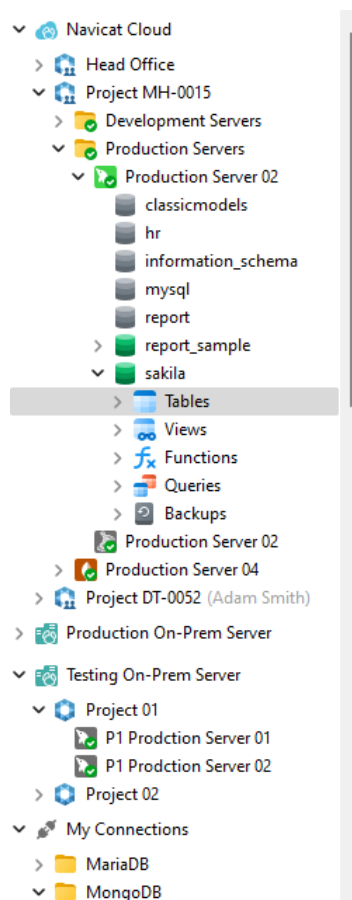 Navicat Cloud
Head Office
Project MH-0015
Development Servers
Production Servers
Production Server 02
classicmodels
hr
information_schema
mysql
report
report_sample
sakila
Tables
Views
Functions
Queries
Backups
Production Server 02
Production Server 04
Project DT-0052 (Adam Smith)
Production On-Prem Server
Testing On-Prem Server
Project 01
P1 Prodction Server 01
P1 Prodction Server 02
Project 02
My Connections
MariaDB
MongoDB